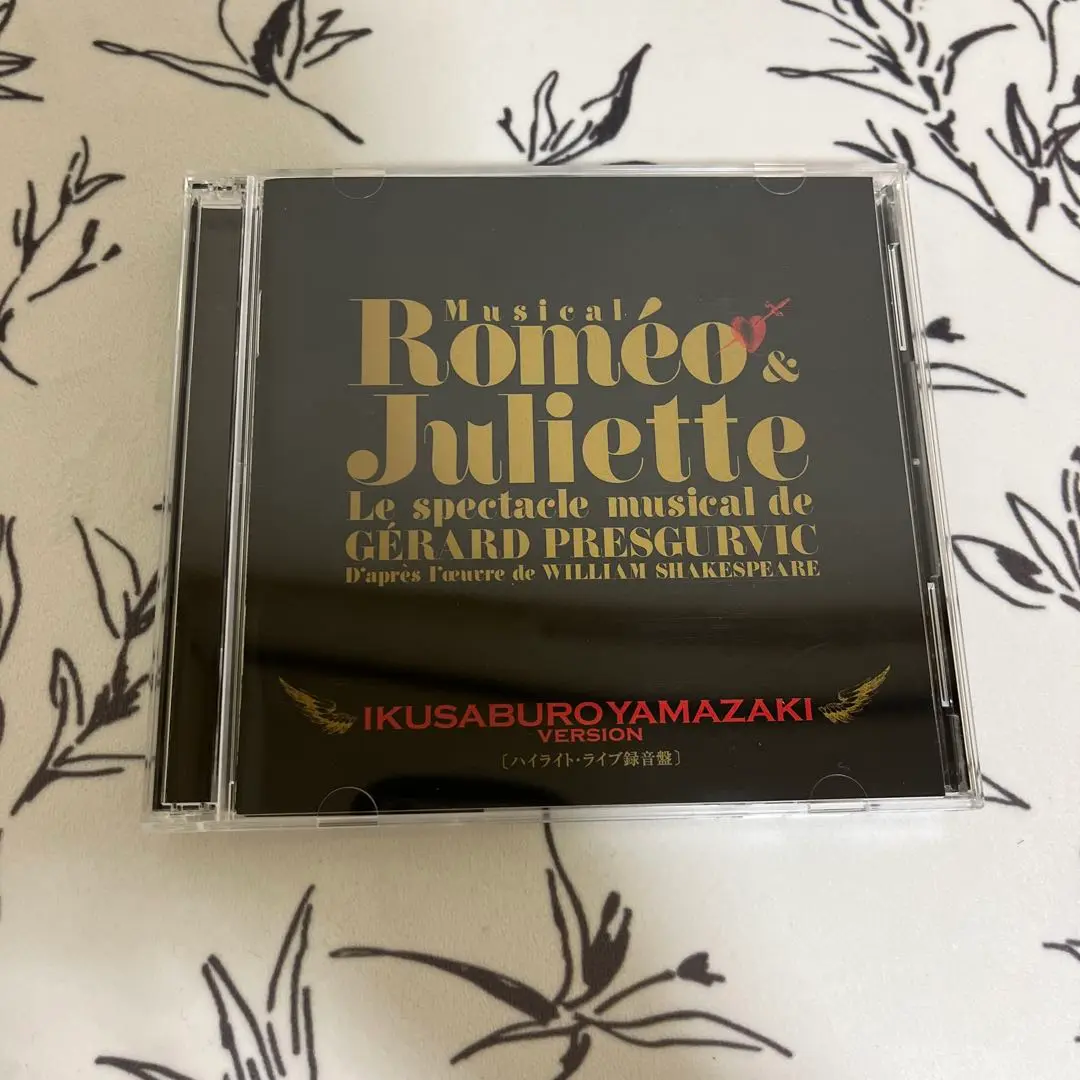 Musical
Roméo &
Juliette
Le spectacle musical de
GÉRARD PRESGURVIC
D'après l'œuvre de WILLIAM SHAKESPEARE
IKUSABURO YAMAZAKI
VERSION
〔ハイライト・ライブ録音盤〕